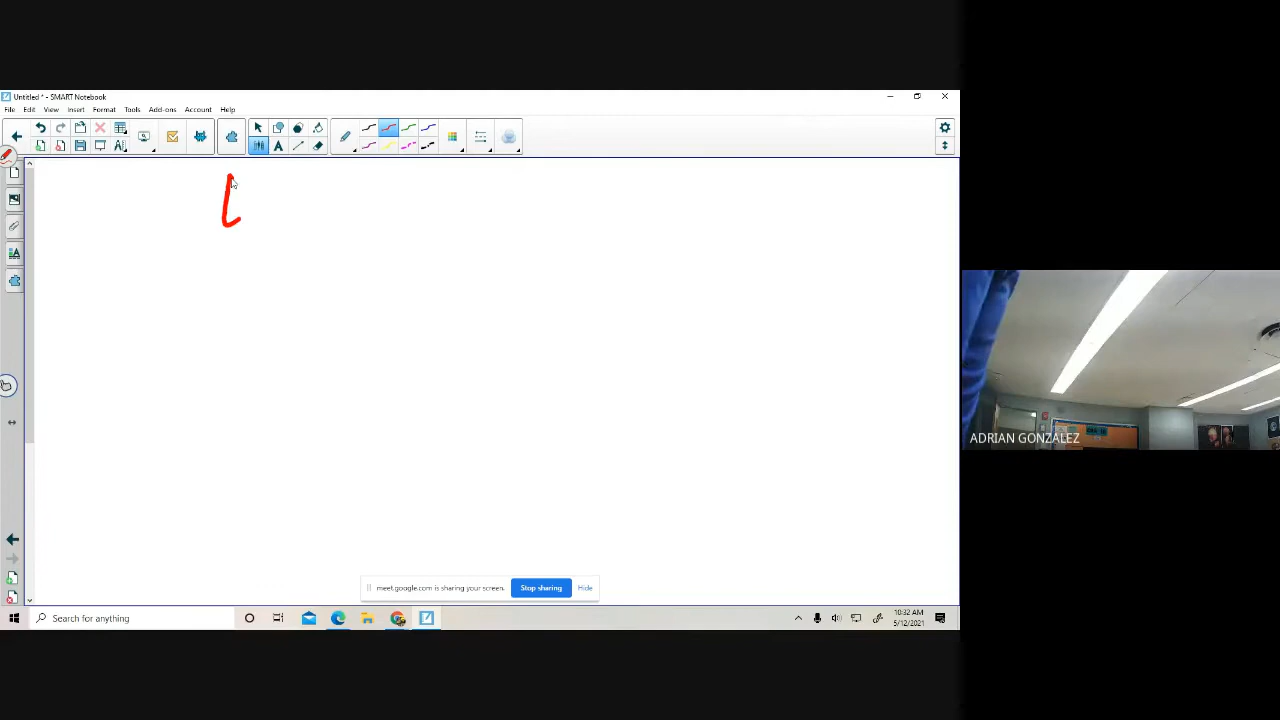 Untitled * - SMART Notebook
File Edit View Insert Format Tools Add-ons Account Help
L
meet.google.com is sharing your screen. Stop sharing Hide
ADRIAN GONZALEZ
Search for anything
10:32 AM
5/12/2021